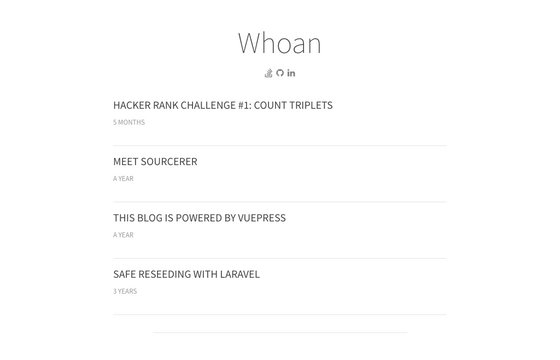 Whoan
HACKER RANK CHALLENGE #1: COUNT TRIPLETS
5 MONTHS
MEET SOURCERER
A YEAR
THIS BLOG IS POWERED BY VUEPRESS
A YEAR
SAFE RESEEDING WITH LARAVEL
3 YEARS